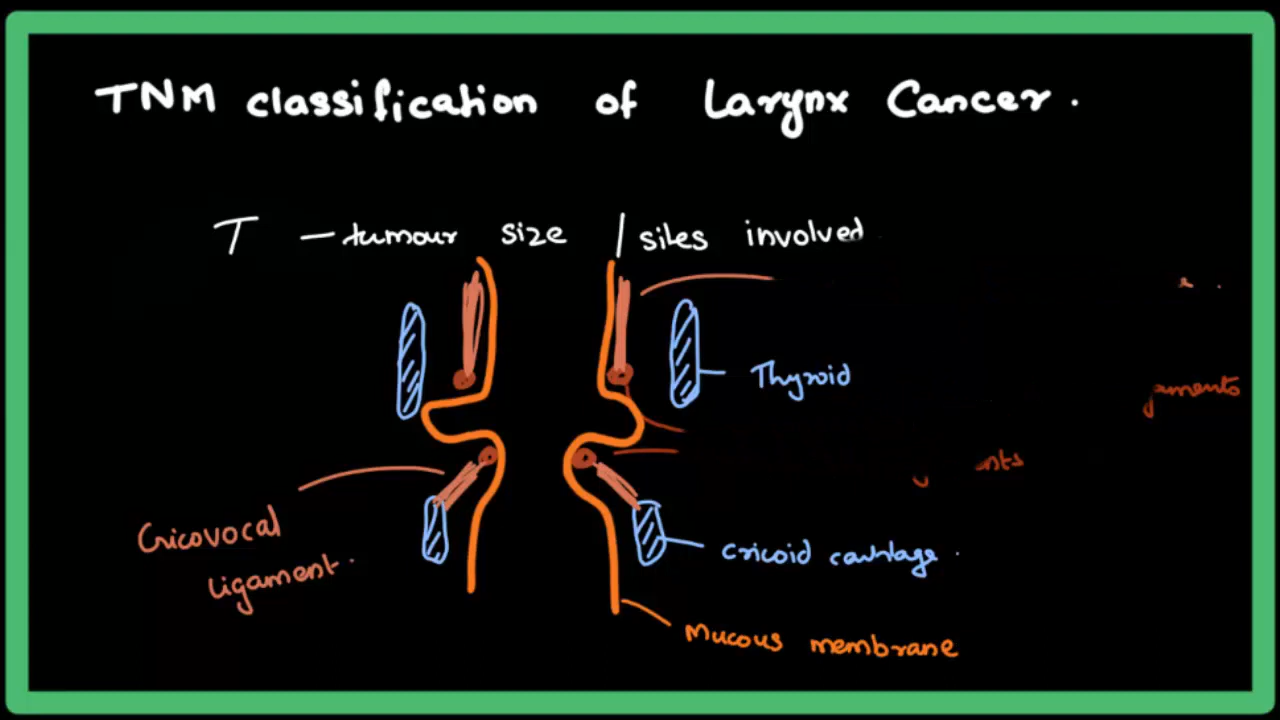 TNM classification of Larynx Cancer.
T — tumour size / sites involved
Thyroid
Cricovocal
ligament.
cricoid cartilage.
Mucous membrane